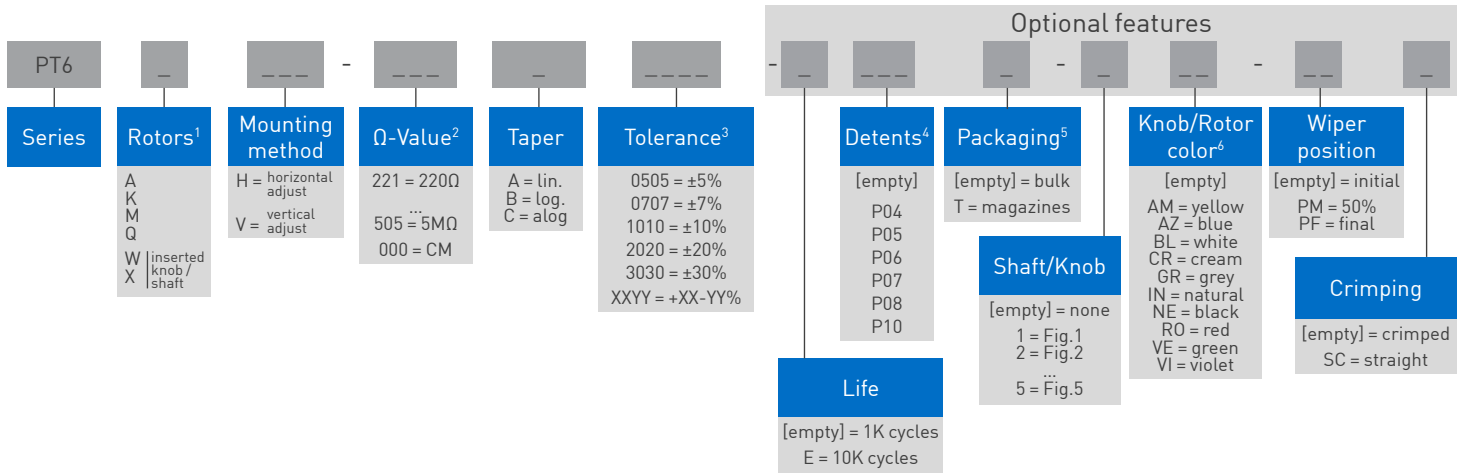 Optional features
PT6 _ _ _ _ - _ _ _ _ _ _ _ _ - _ _ _ _ _ - _ _ _ - _ _ _
Series
Rotors1
A
K
M
Q
W
X
inserted
knob /
shaft
Mounting
method
H = horizontal
adjust
V = vertical
adjust
Ω-Value2
221 = 220Ω
...
505 = 5MΩ
000 = CM
Taper
A = lin.
B = log.
C = alog
Tolerance3
0505 = ±5%
0707 = ±7%
1010 = ±10%
2020 = ±20%
3030 = ±30%
XXYY = +XX-YY%
Life
[empty] = 1K cycles
E = 10K cycles
Detents4
[empty]
P04
P05
P06
P07
P08
P10
Packaging5
[empty] = bulk
T = magazines
Shaft/Knob
[empty] = none
1 = Fig.1
2 = Fig.2
...
5 = Fig.5
Knob/Rotor
color6
[empty]
AM = yellow
AZ = blue
BL = white
CR = cream
GR = grey
IN = natural
NE = black
RO = red
VE = green
VI = violet
Wiper
position
[empty] = initial
PM = 50%
PF = final
Crimping
[empty] = crimped
SC = straight